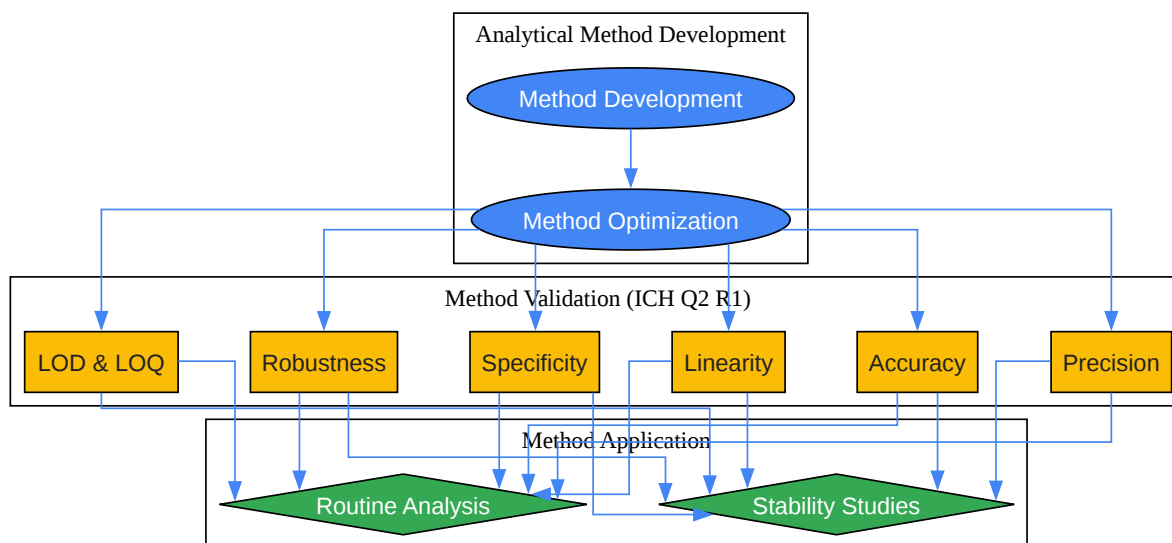 Analytical Method Development
Method Development
Method Optimization
Method Validation (ICH Q2 R1)
LOD & LOQ
Robustness
Specificity
Linearity
Accuracy
Precision
Method Application
Routine Analysis
Stability Studies